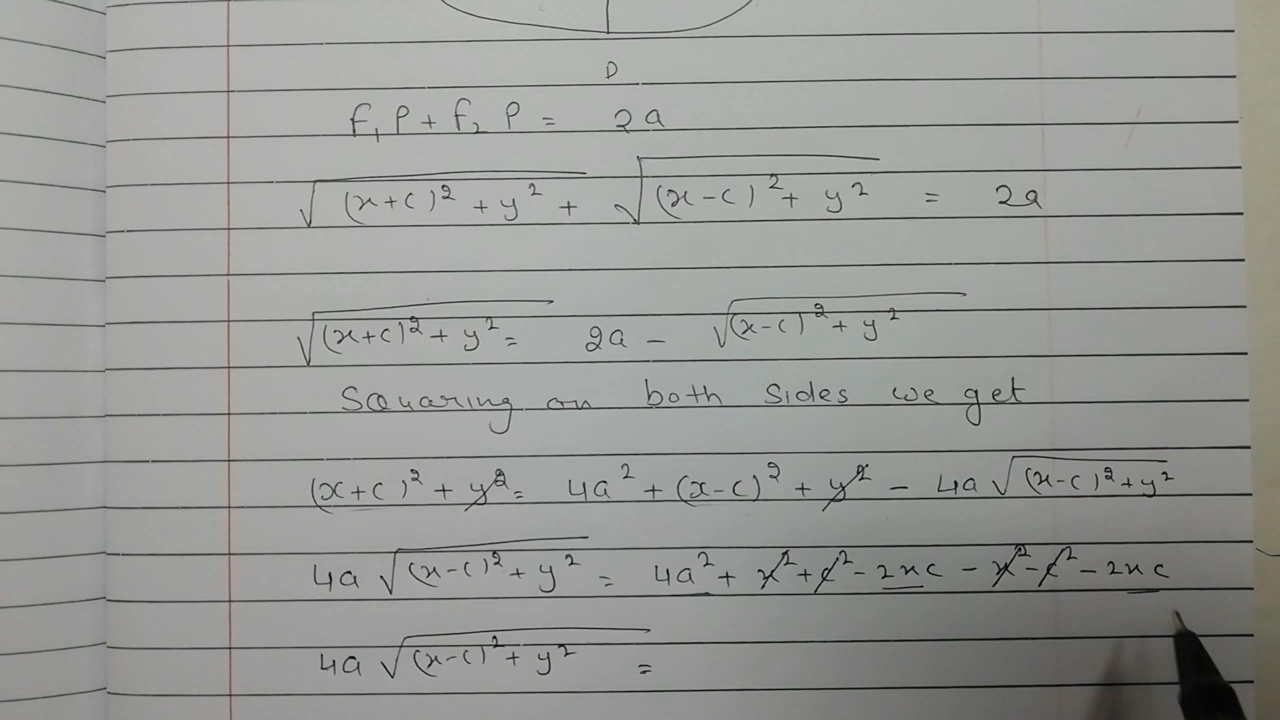 D
F₁P + F₂P = 2a
√(x+c)² + y² + √(x-c)² + y² = 2a
√(x+c)² + y² = 2a - √(x-c)² + y²
Squaring on both sides we get
(x+c)² + y² = 4a² + (x-c)² + y² - 4a √(x-c)² + y²
4a √(x-c)² + y² = 4a² + x² + c² - 2xc - x² - c² - 2xc
4a √(x-c)² + y² =